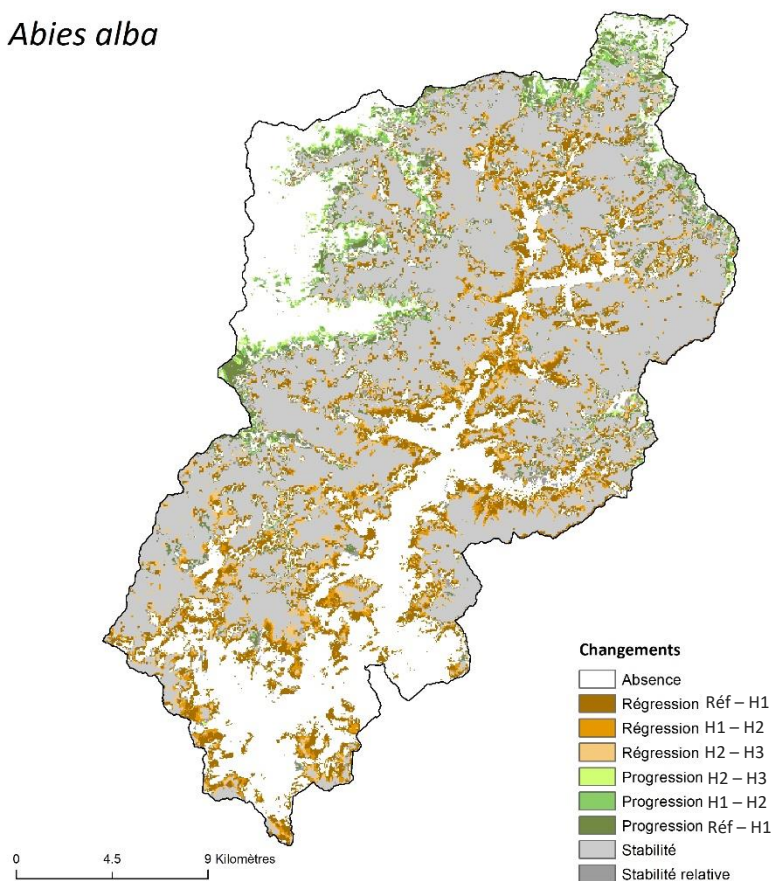 Abies alba
Changements
Absence
Régression Réf – H1
Régression H1 – H2
Régression H2 – H3
Progression H2 – H3
Progression H1 – H2
Progression Réf – H1
Stabilité
Stabilité relative
0 4.5 9 Kilomètres